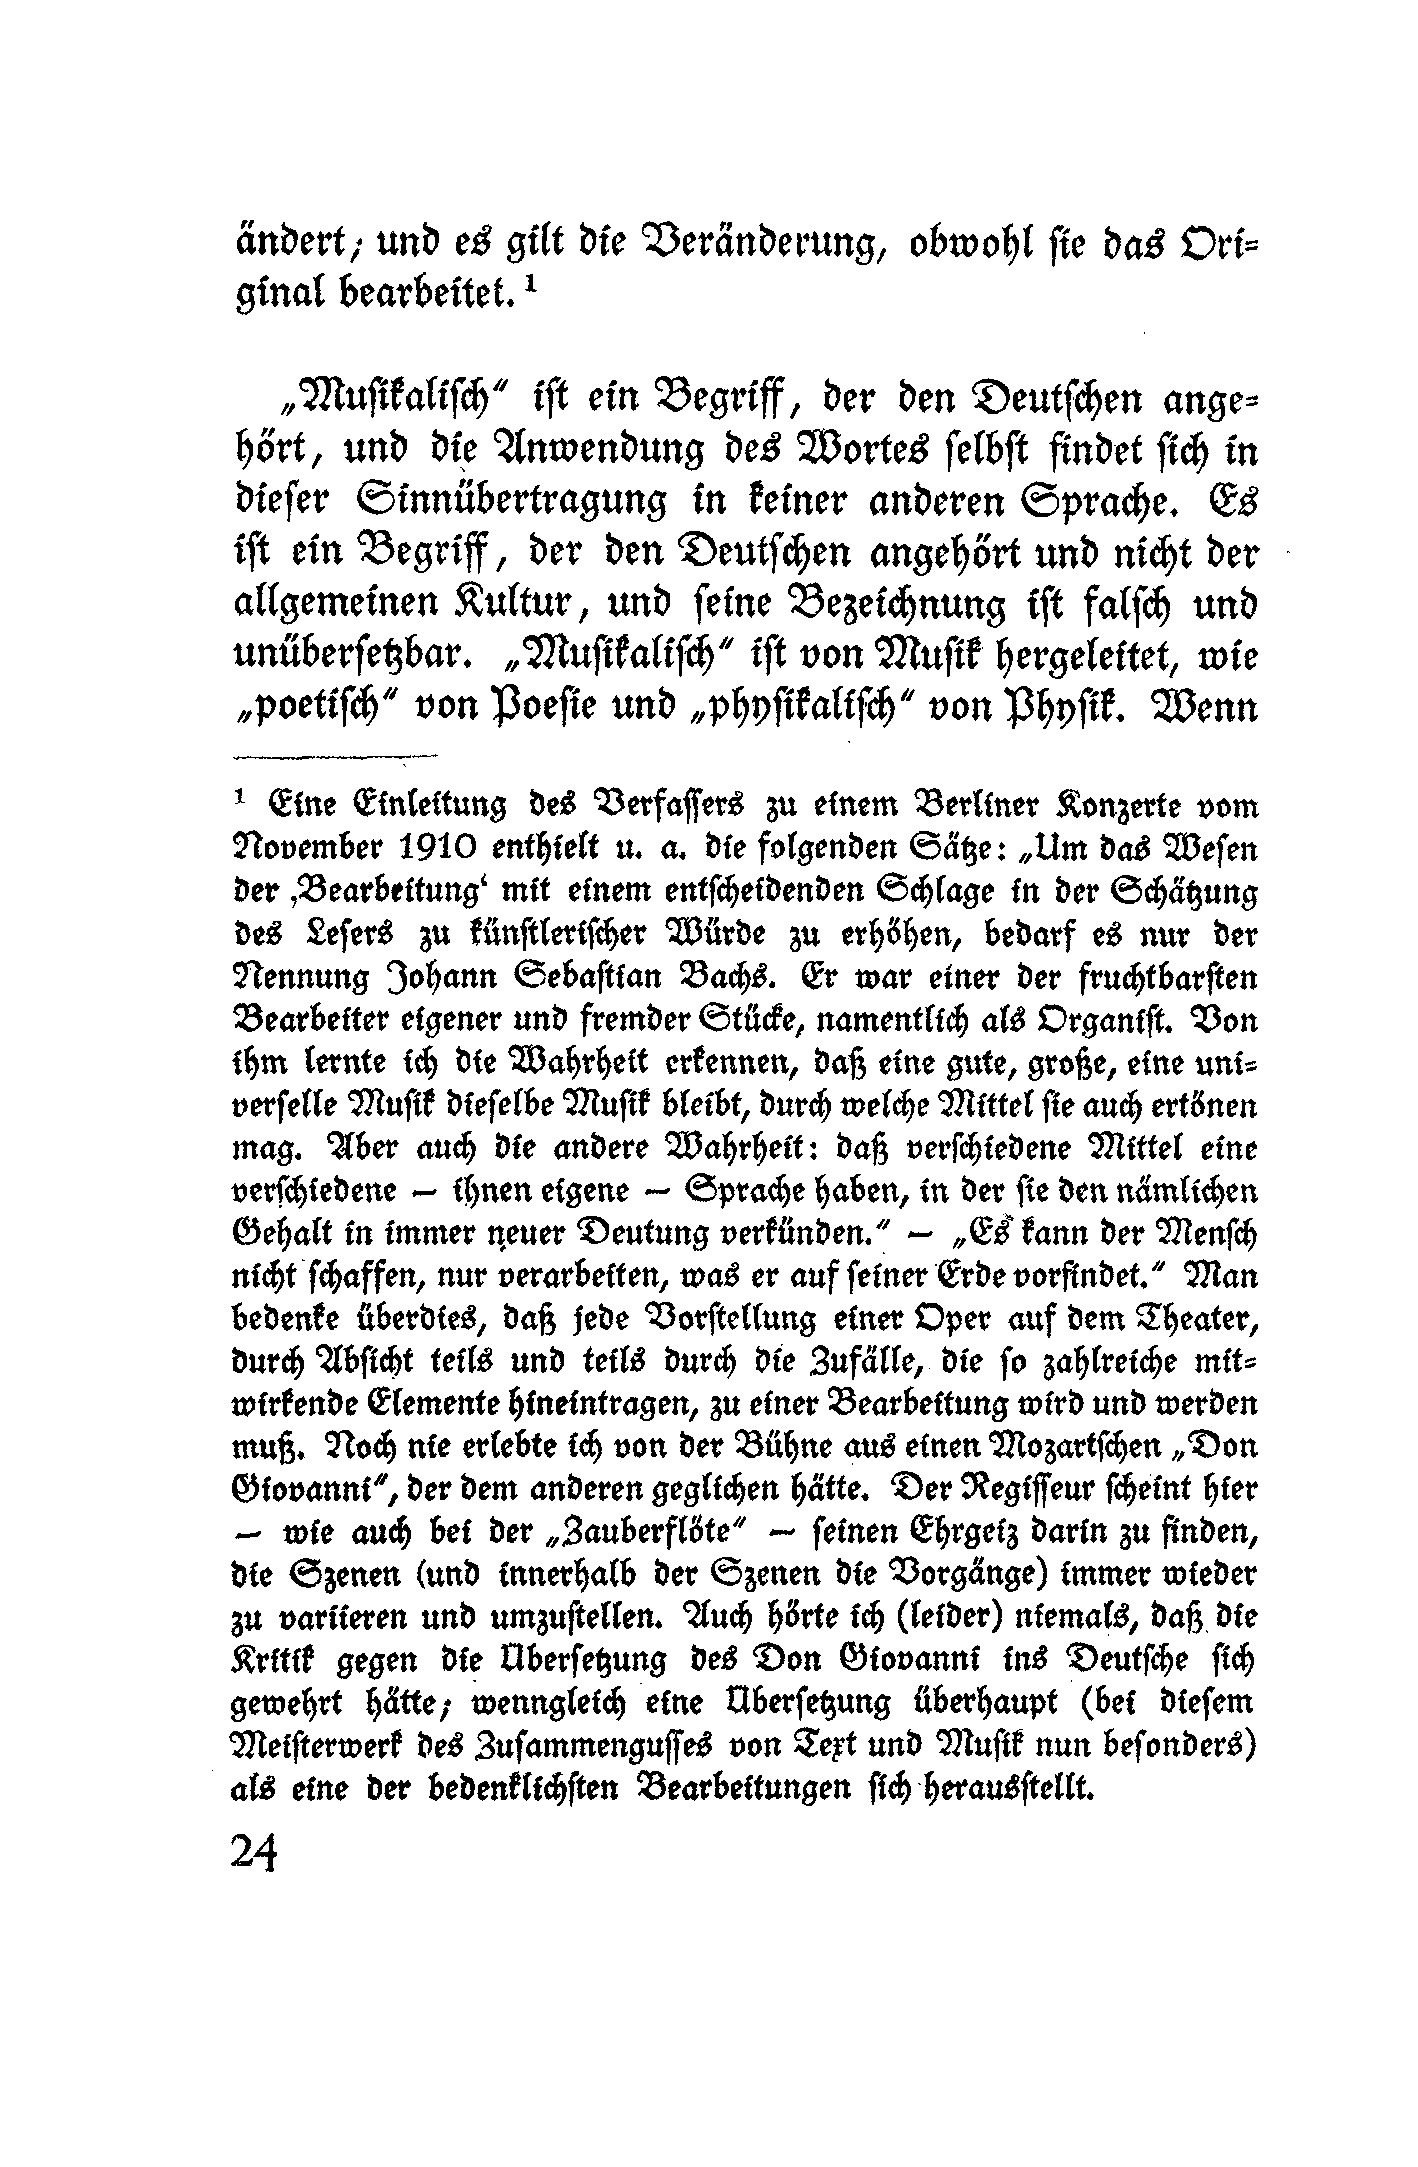 ändert; und es gilt die Veränderung, obwohl sie das Ori=
ginal bearbeitet.¹
„Musikalisch“ ist ein Begriff, der den Deutschen ange=
hört, und die Anwendung des Wortes selbst findet sich in
dieser Sinnübertragung in keiner anderen Sprache. Es
ist ein Begriff, der den Deutschen angehört und nicht der
allgemeinen Kultur, und seine Bezeichnung ist falsch und
unübersetzbar. „Musikalisch“ ist von Musik hergeleitet, wie
„poetisch“ von Poesie und „physikalisch“ von Physik. Wenn
¹ Eine Einleitung des Verfassers zu einem Berliner Konzerte vom
November 1910 enthielt u. a. die folgenden Sätze: „Um das Wesen
der ‚Bearbeitung‘ mit einem entscheidenden Schlage in der Schätzung
des Lesers zu künstlerischer Würde zu erhöhen, bedarf es nur der
Nennung Johann Sebastian Bachs. Er war einer der fruchtbarsten
Bearbeiter eigener und fremder Stücke, namentlich als Organist. Von
ihm lernte ich die Wahrheit erkennen, daß eine gute, große, eine uni=
verselle Musik dieselbe Musik bleibt, durch welche Mittel sie auch ertönen
mag. Aber auch die andere Wahrheit: daß verschiedene Mittel eine
verschiedene — ihnen eigene — Sprache haben, in der sie den nämlichen
Gehalt in immer neuer Deutung verkünden.“ — „Es kann der Mensch
nicht schaffen, nur verarbeiten, was er auf seiner Erde vorfindet.“ Man
bedenke überdies, daß jede Vorstellung einer Oper auf dem Theater,
durch Absicht teils und teils durch die Zufälle, die so zahlreiche mit=
wirkende Elemente hineintragen, zu einer Bearbeitung wird und werden
muß. Noch nie erlebte ich von der Bühne aus einen Mozartschen „Don
Giovanni“, der dem anderen geglichen hätte. Der Regisseur scheint hier
— wie auch bei der „Zauberflöte“ — seinen Ehrgeiz darin zu finden,
die Szenen (und innerhalb der Szenen die Vorgänge) immer wieder
zu variieren und umzustellen. Auch hörte ich (leider) niemals, daß die
Kritik gegen die Übersetzung des Don Giovanni ins Deutsche sich
gewehrt hätte; wenngleich eine Übersetzung überhaupt (bei diesem
Meisterwerk des Zusammengusses von Text und Musik nun besonders)
als eine der bedenklichsten Bearbeitungen sich herausstellt.
24